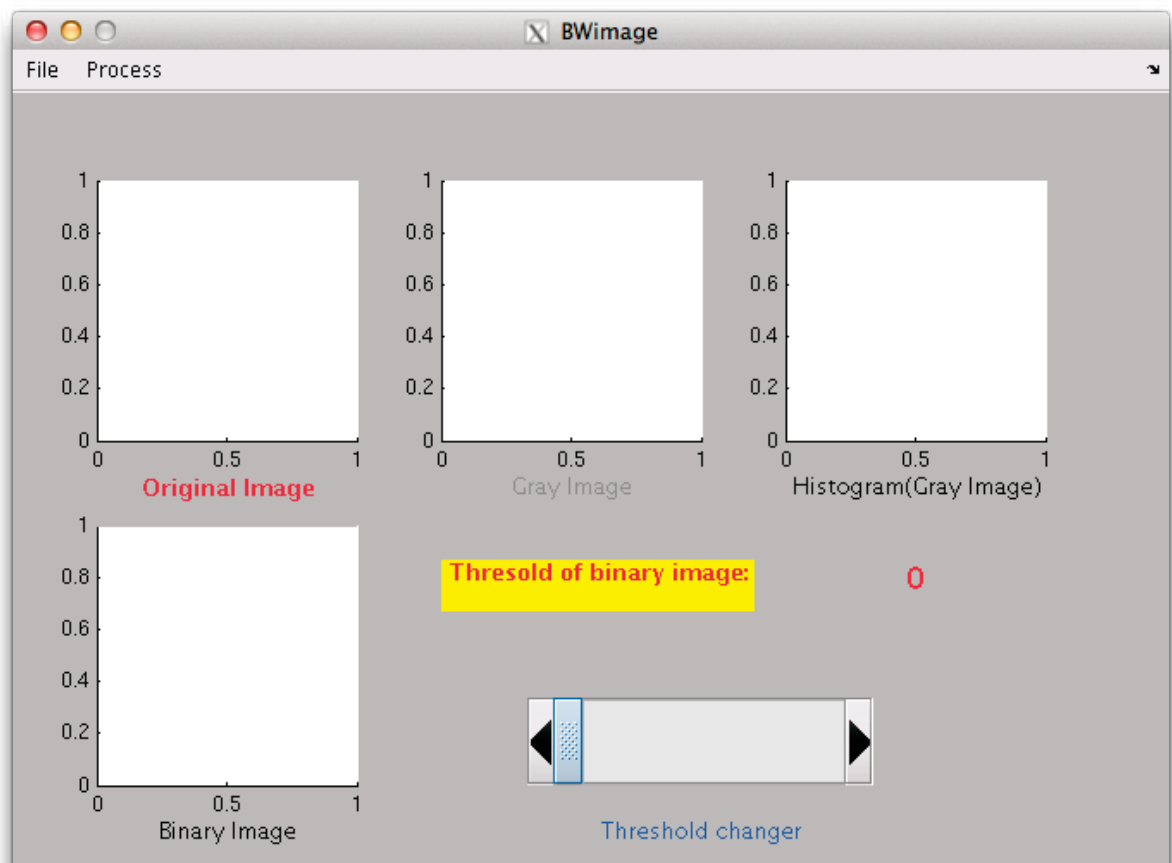 BWimage
File Process
1 1 1
0.8 0.8 0.8
0.6 0.6 0.6
0.4 0.4 0.4
0.2 0.2 0.2
0 0 0
0 0.5 1 0 0.5 1 0 0.5 1
Original Image Gray Image Histogram(Gray Image)
1
0.8 Thresold of binary image: 0
0.6
0.4
0.2
0
0 0.5 1
Binary Image Threshold changer